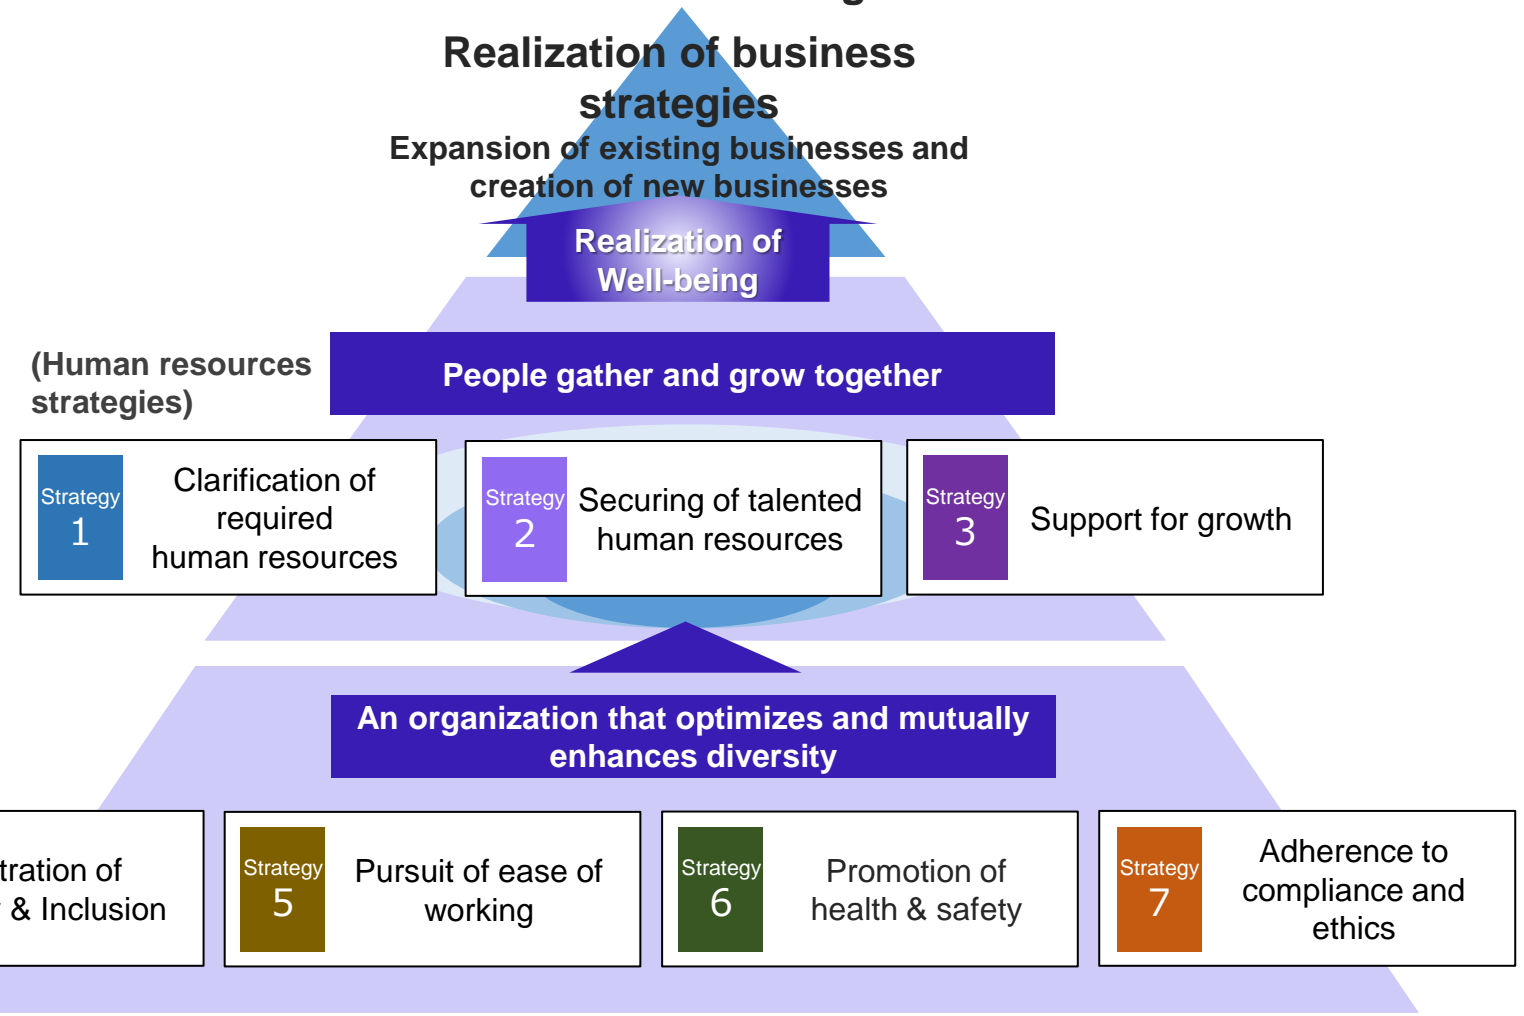 Realization of business
strategies
Expansion of existing businesses and
creation of new businesses
Realization of
Well-being
(Human resources
strategies)
People gather and grow together
Strategy
1
Clarification of
required
human resources
Strategy
2
Securing of talented
human resources
Strategy
3
Support for growth
An organization that optimizes and mutually
enhances diversity
of
& Inclusion
Strategy
5
Pursuit of ease of
working
Strategy
6
Promotion of
health & safety
Strategy
7
Adherence to
compliance and
ethics